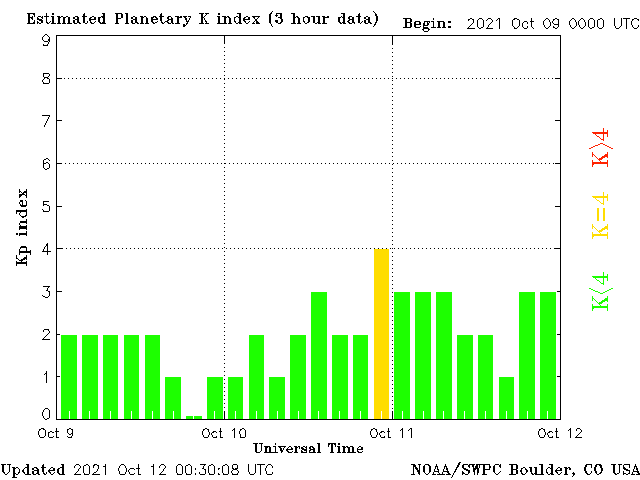 Estimated Planetary K index (3 hour data)
Begin: 2021 Oct 09 0000 UTC
9
8
7
6
5
4
3
2
1
0
Kp index
K>4
K=4
K<4
Oct 9
Oct 10
Oct 11
Oct 12
Universal Time
Updated 2021 Oct 12 00:30:08 UTC
NOAA/SWPC Boulder, CO USA